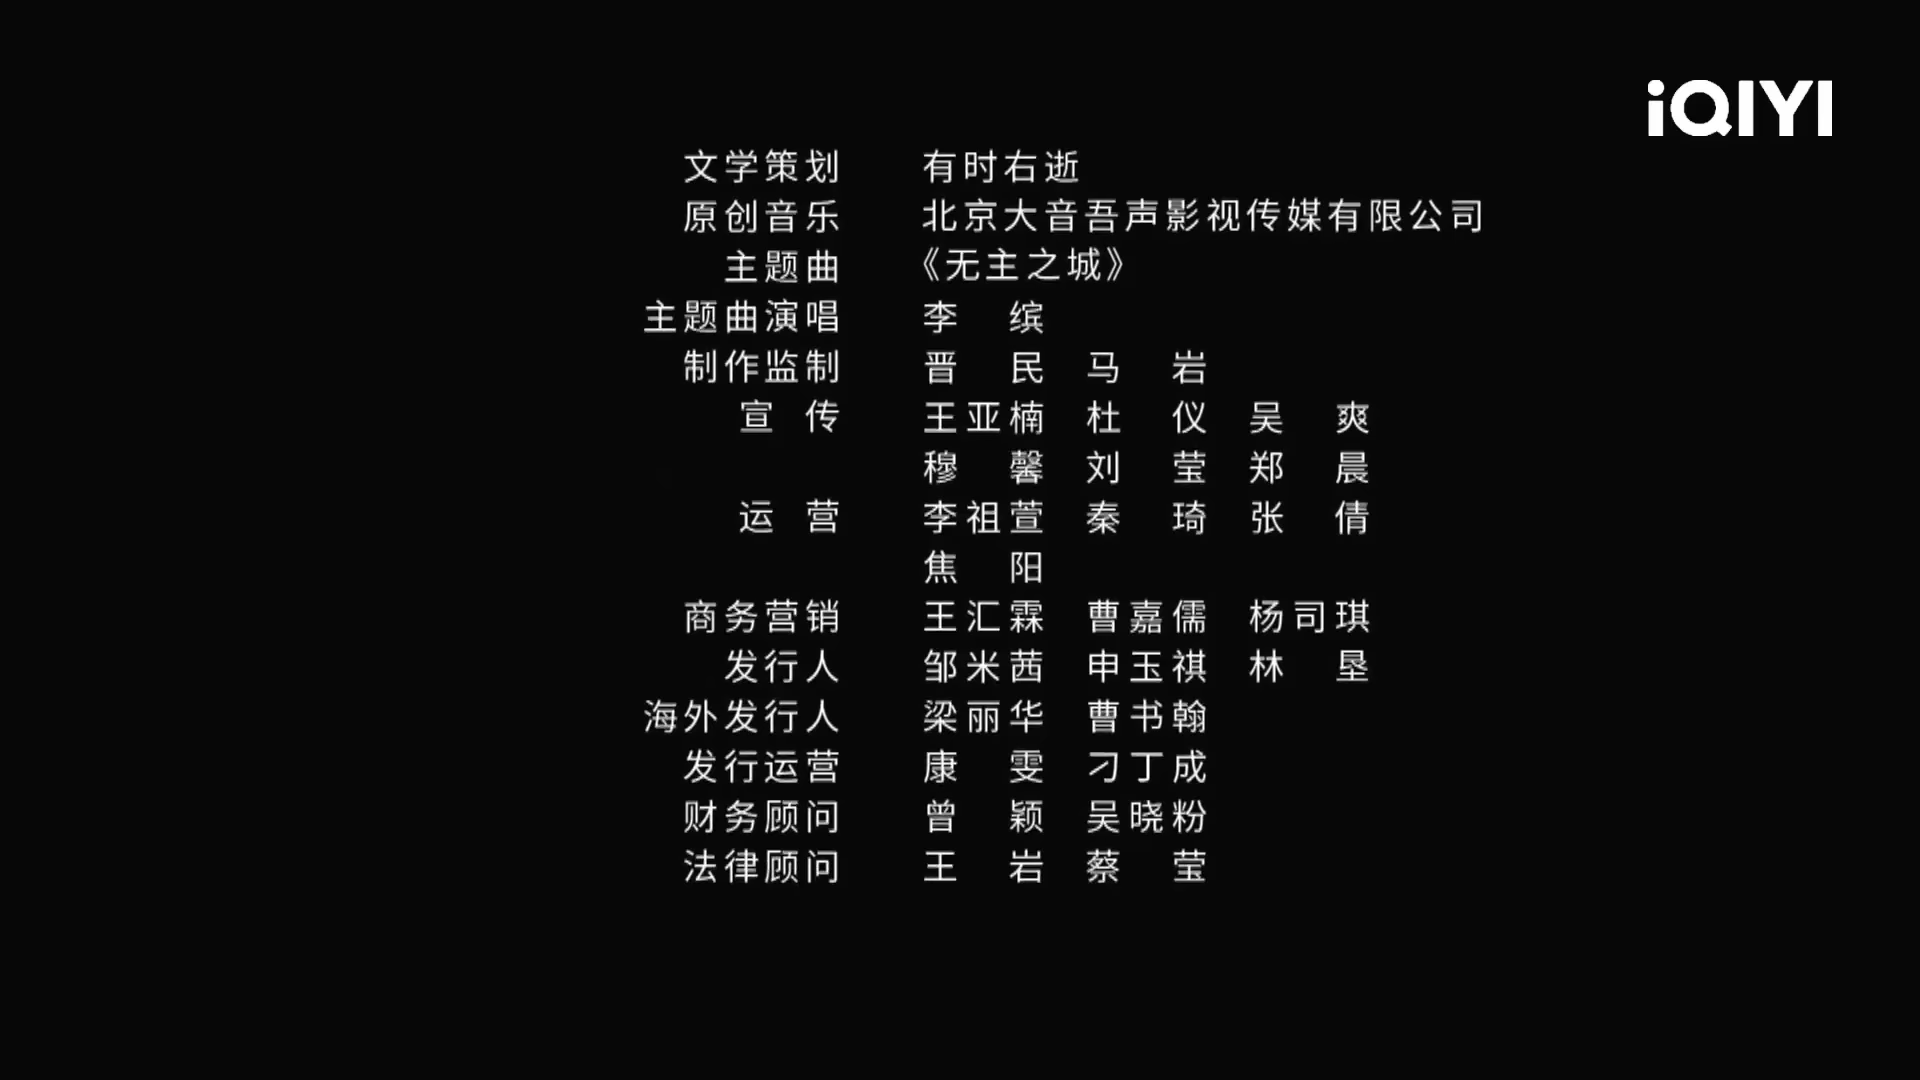 iQIYI
文学策划 有时右逝
原创音乐 北京大音吾声影视传媒有限公司
主题曲 《无主之城》
主题曲演唱 李缤
制作监制 晋民 马岩
宣传 王亚楠 杜仪 吴爽
穆馨 刘莹 郑晨
运营 李祖萱 秦琦 张倩
焦阳
商务营销 王汇霖 曹嘉儒 杨司琪
发行人 邹米茜 申玉祺 林垦
海外发行人 梁丽华 曹书翰
发行运营 康雯 刁丁成
财务顾问 曾颖 吴晓粉
法律顾问 王岩 蔡莹